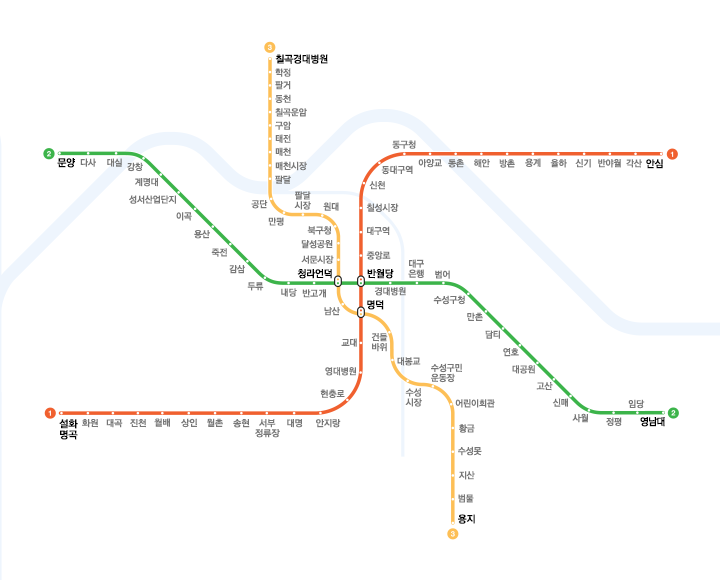 3
칠곡경대병원
학정
팔거
동천
칠곡운암
구암
태전
매천
매천시장
팔달
공단
만평
팔달
시장
원대
북구청
달성공원
서문시장
청라언덕
남산
명덕
건들
바위
대봉교
수성
시장
수성구민
운동장
어린이회관
황금
수성못
지산
범물
용지
3
2
문양
다사
대실
강창
계명대
성서산업단지
이곡
용산
죽전
감삼
두류
내당
반고개
반월당
경대병원
대구
은행
범어
수성구청
만촌
담티
연호
대공원
고산
신매
사월
정평
임당
영남대
2
1
안심
각산
반야월
신기
율하
용계
방촌
해안
동촌
아양교
동구청
동대구역
신천
칠성시장
대구역
중앙로
교대
영대병원
현충로
안지랑
대명
서부
정류장
송현
월촌
상인
월배
진천
대곡
화원
설화
명곡
1